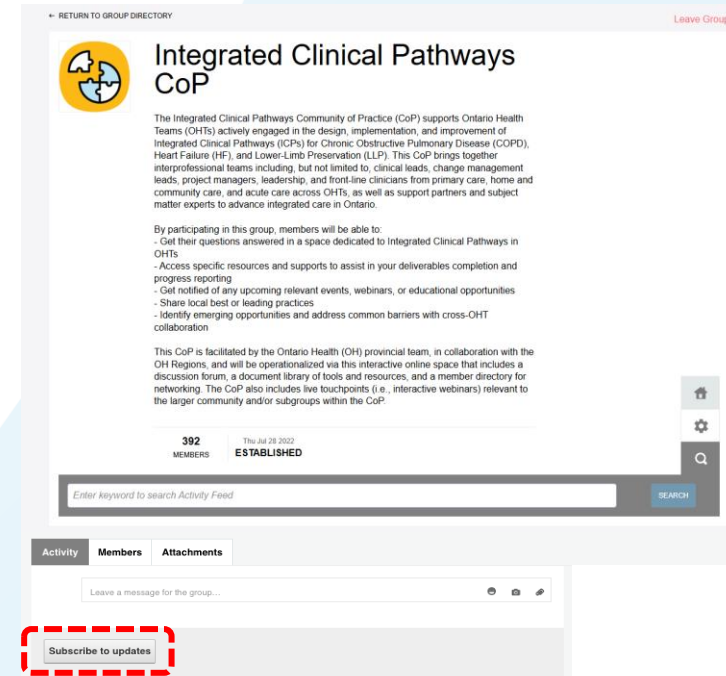 ← RETURN TO GROUP DIRECTORY
Leave Group
Integrated Clinical Pathways
CoP
The Integrated Clinical Pathways Community of Practice (CoP) supports Ontario Health
Teams (OHTs) actively engaged in the design, implementation, and improvement of
Integrated Clinical Pathways (ICPs) for Chronic Obstructive Pulmonary Disease (COPD),
Heart Failure (HF), and Lower-Limb Preservation (LLP). This CoP brings together
interprofessional teams including, but not limited to, clinical leads, change management
leads, project managers, leadership, and front-line clinicians from primary care, home and
community care, and acute care across OHTs, as well as support partners and subject
matter experts to advance integrated care in Ontario.
By participating in this group, members will be able to:
- Get their questions answered in a space dedicated to Integrated Clinical Pathways in
OHTs
- Access specific resources and supports to assist in your deliverables completion and
progress reporting
- Get notified of any upcoming relevant events, webinars, or educational opportunities
- Share local best or leading practices
- Identify emerging opportunities and address common barriers with cross-OHT
collaboration
This CoP is facilitated by the Ontario Health (OH) provincial team, in collaboration with the
OH Regions, and will be operationalized via this interactive online space that includes a
discussion forum, a document library of tools and resources, and a member directory for
networking. The CoP also includes live touchpoints (i.e., interactive webinars) relevant to
the larger community and/or subgroups within the CoP.
392
MEMBERS
Thu Jul 28 2022
ESTABLISHED
Enter keyword to search Activity Feed
SEARCH
Activity Members Attachments
Leave a message for the group...
Subscribe to updates